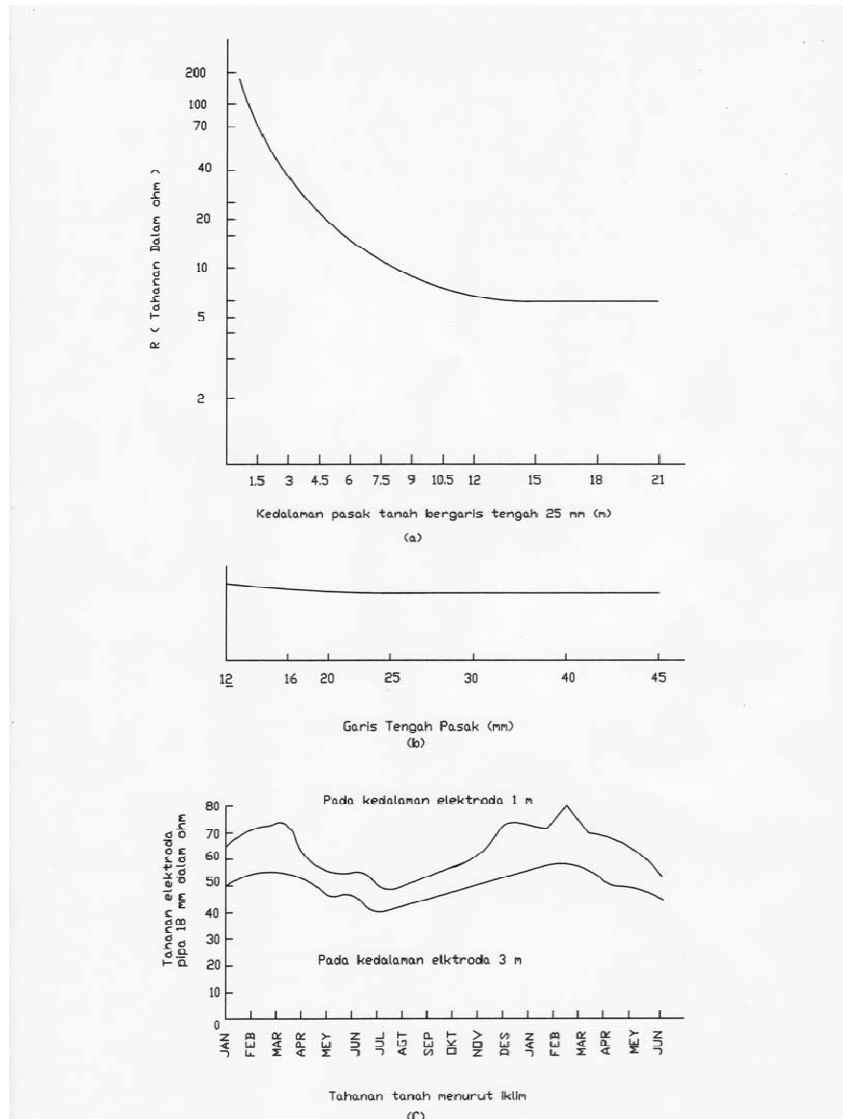 200
100
70
40
20
10
5
2
R ( Tahanan Dalam ohm )
1.5 3 4.5 6 7.5 9 10.5 12 15 18 21
Kedalaman pasak tanah bergaris tengah 25 mm (m)
(a)
12 16 20 25 30 40 45
Garis Tengah Pasak (mm)
(b)
Pada kedalaman elektroda 1 m
80
70
60
50
40
30
20
10
0
Tahanan elektroda
pipa 18 mm dalam ohm
Pada kedalaman elktroda 3 m
JAN FEB MAR APR MEY JUN JUL AGT SEP OKT NOV DES JAN FEB MAR APR MEY JUN
Tahanan tanah menurut iklim
(C)